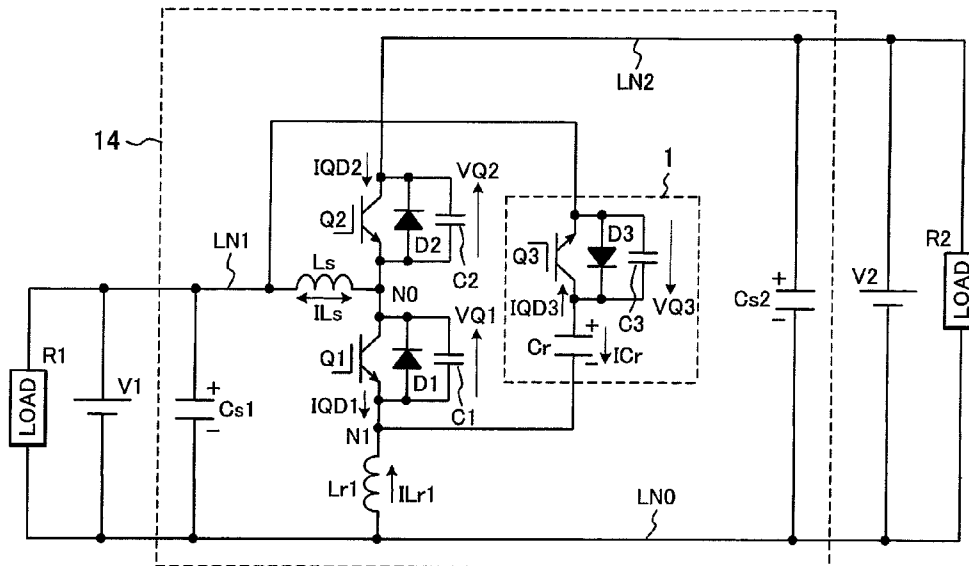 LN2
14
IQD2
VQ2
1
Q2
D2
C2
LN1
Ls
ILs
N0
Q3
D3
IQD3
C3
VQ3
R2
LOAD
V2
Cs2
+
-
R1
LOAD
V1
Cs1
+
-
Q1
D1
VQ1
C1
IQD1
N1
Cr
+
-
ICr
Lr1
ILr1
LN0